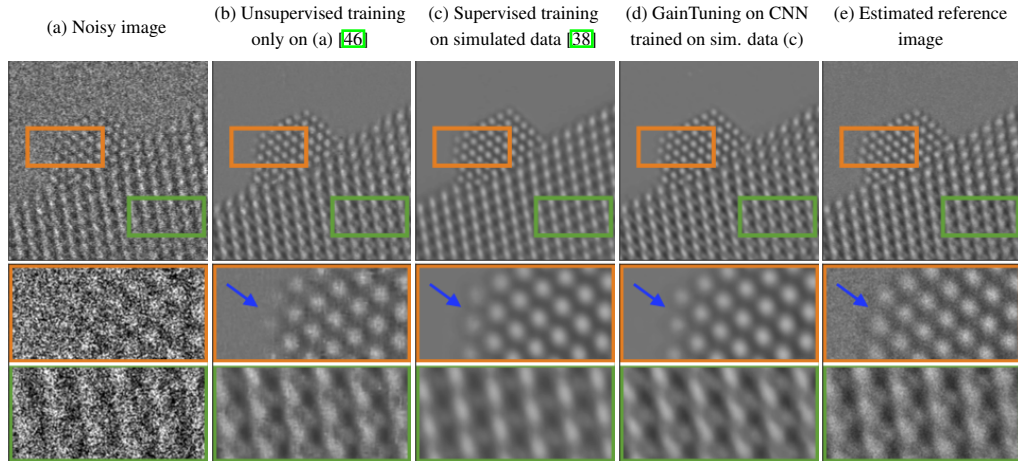 (a) Noisy image
(b) Unsupervised training
only on (a) [46]
(c) Supervised training
on simulated data [38]
(d) GainTuning on CNN
trained on sim. data (c)
(e) Estimated reference
image